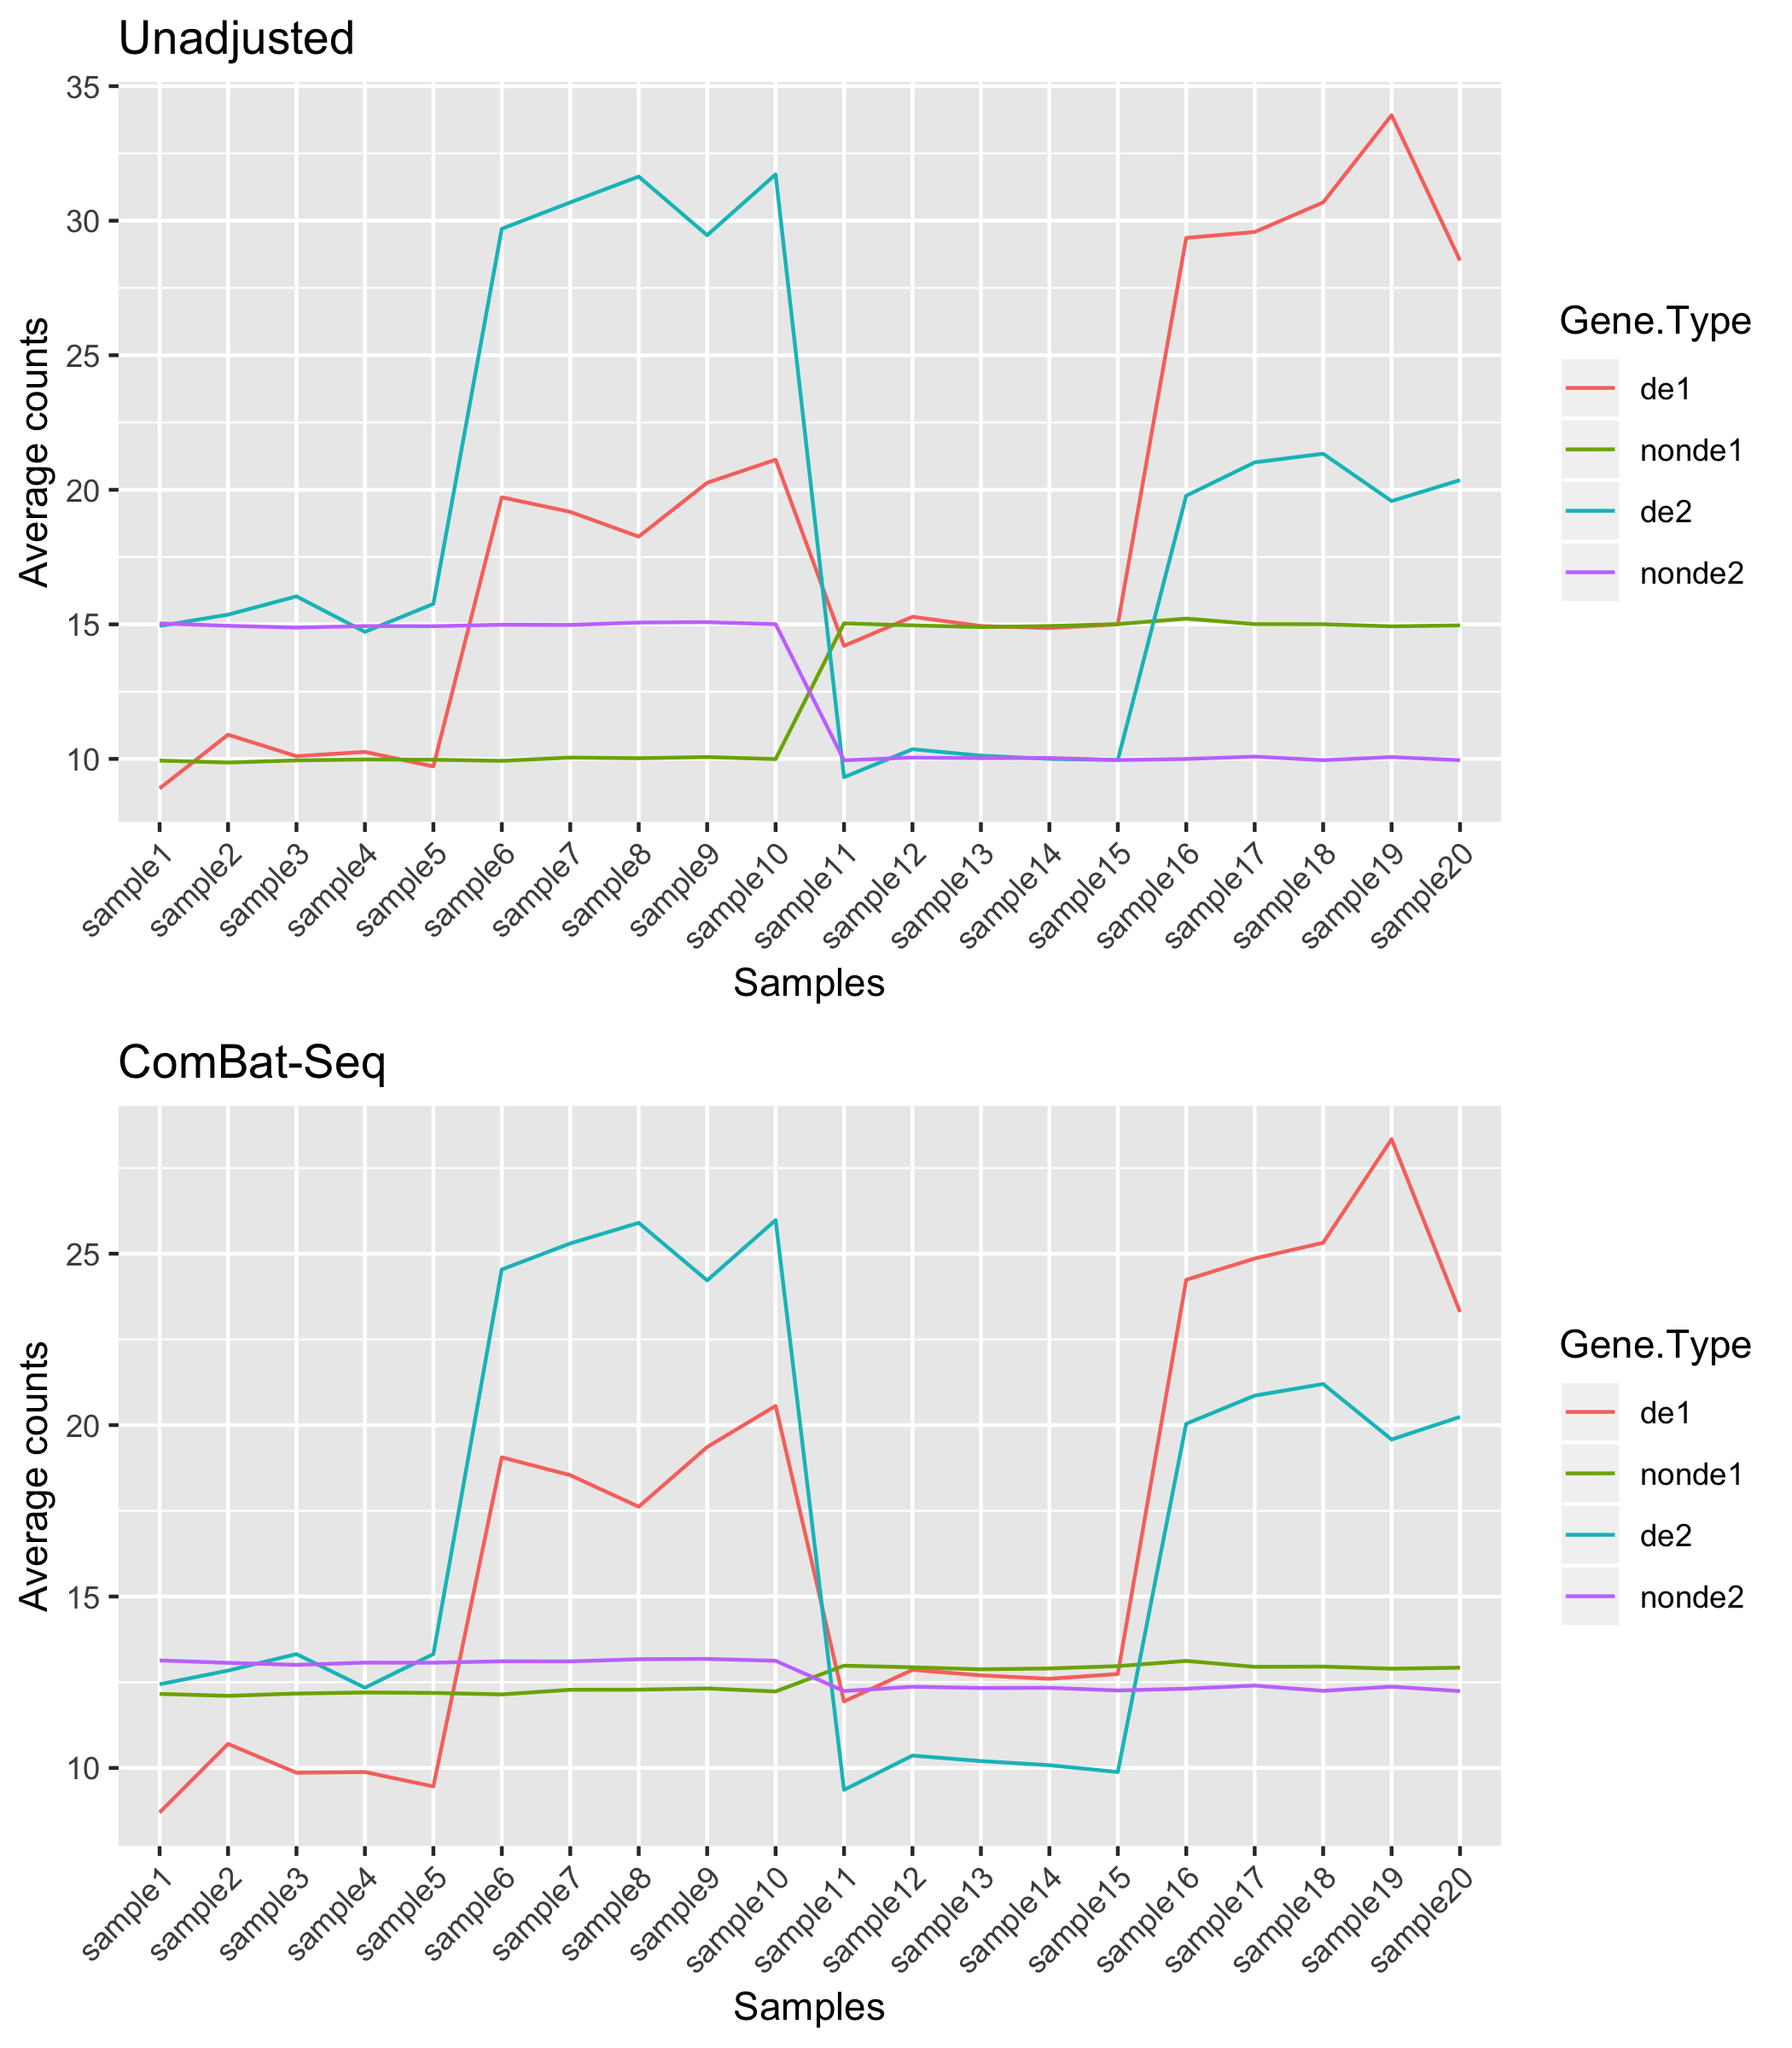 Unadjusted
35
30
25
20
15
10
Average counts
sample1
sample2
sample3
sample4
sample5
sample6
sample7
sample8
sample9
sample10
sample11
sample12
sample13
sample14
sample15
sample16
sample17
sample18
sample19
sample20
Samples
Gene.Type
de1
nonde1
de2
nonde2
ComBat-Seq
25
20
15
10
Average counts
sample1
sample2
sample3
sample4
sample5
sample6
sample7
sample8
sample9
sample10
sample11
sample12
sample13
sample14
sample15
sample16
sample17
sample18
sample19
sample20
Samples
Gene.Type
de1
nonde1
de2
nonde2